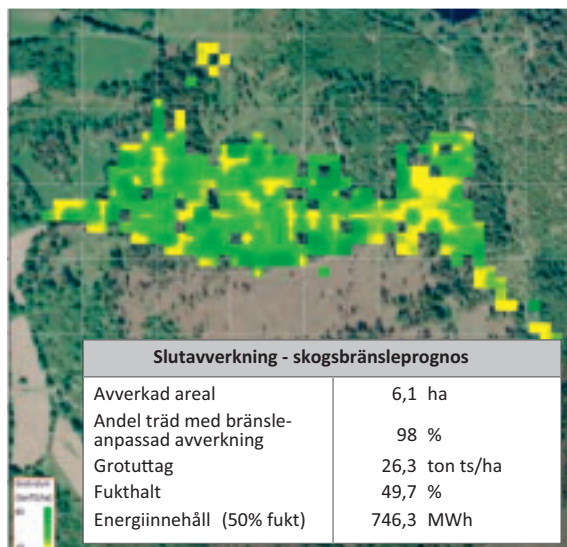 Slutavverkning - skogsbränsleprognos
Avverkad areal 6,1 ha
Andel träd med bränsle-
anpassad avverkning 98 %
Grotuttag 26,3 ton ts/ha
Fukthalt 49,7 %
Energiinnehåll (50% fukt) 746,3 MWh